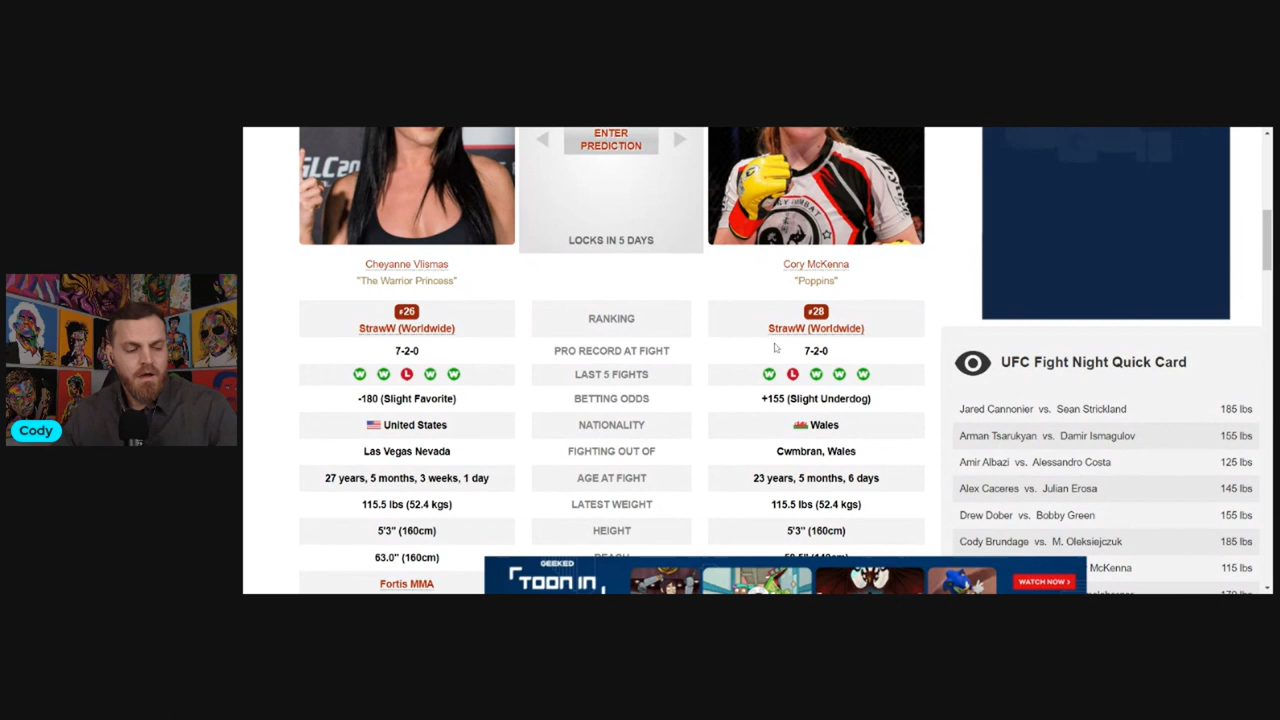 ENTER
PREDICTION
LOCKS IN 5 DAYS
Cheyanne Vlismas
"The Warrior Princess"
Cory McKenna
"Poppins"
#26
StrawW (Worldwide)
RANKING
#28
StrawW (Worldwide)
7-2-0
PRO RECORD AT FIGHT
7-2-0
W W L W W
LAST 5 FIGHTS
W L W W W
-180 (Slight Favorite)
BETTING ODDS
+155 (Slight Underdog)
United States
NATIONALITY
Wales
Las Vegas Nevada
FIGHTING OUT OF
Cwmbran, Wales
27 years, 5 months, 3 weeks, 1 day
AGE AT FIGHT
23 years, 5 months, 6 days
115.5 lbs (52.4 kgs)
LATEST WEIGHT
115.5 lbs (52.4 kgs)
5'3" (160cm)
HEIGHT
5'3" (160cm)
63.0" (160cm)
REACH
Fortis MMA
GEEKED
TOON IN
WATCH NOW
UFC Fight Night Quick Card
Jared Cannonier vs. Sean Strickland 185 lbs
Arman Tsarukyan vs. Damir Ismagulov 155 lbs
Amir Albazi vs. Alessandro Costa 125 lbs
Alex Caceres vs. Julian Erosa 145 lbs
Drew Dober vs. Bobby Green 155 lbs
Cody Brundage vs. M. Oleksiejczuk 185 lbs
McKenna 115 lbs
Cody